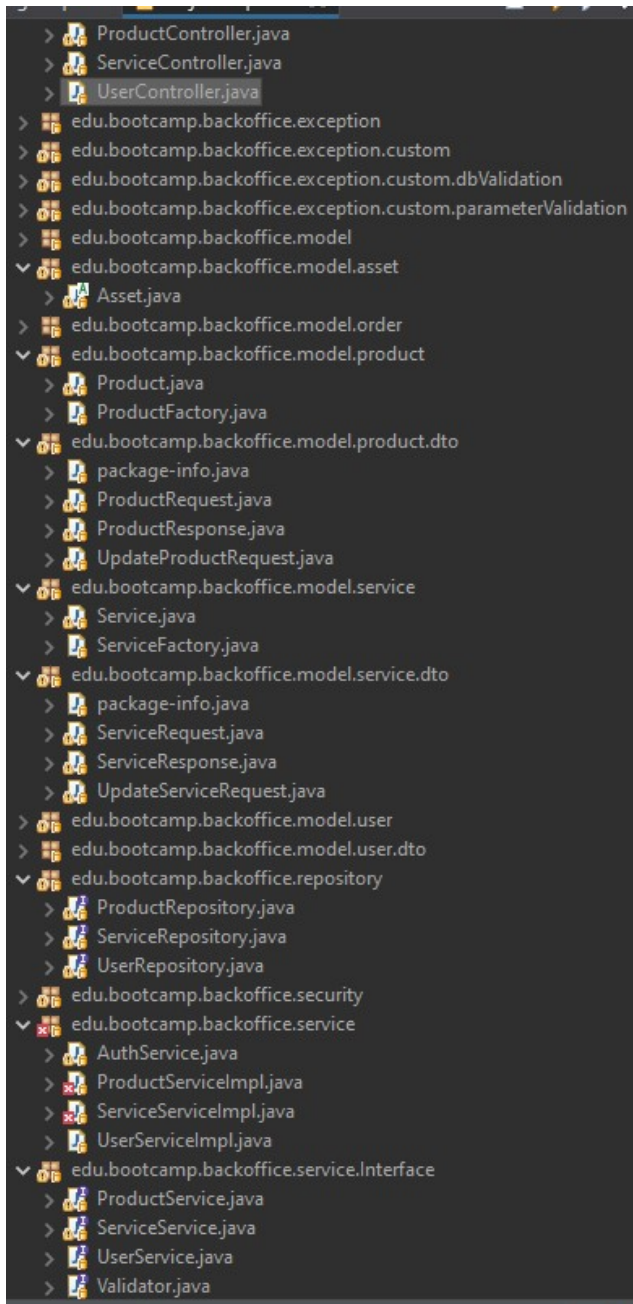 ProductController.java
ServiceController.java
UserController.java
edu.bootcamp.backoffice.exception
edu.bootcamp.backoffice.exception.custom
edu.bootcamp.backoffice.exception.custom.dbValidation
edu.bootcamp.backoffice.exception.custom.parameterValidation
edu.bootcamp.backoffice.model
edu.bootcamp.backoffice.model.asset
Asset.java
edu.bootcamp.backoffice.model.order
edu.bootcamp.backoffice.model.product
Product.java
ProductFactory.java
edu.bootcamp.backoffice.model.product.dto
package-info.java
ProductRequest.java
ProductResponse.java
UpdateProductRequest.java
edu.bootcamp.backoffice.model.service
Service.java
ServiceFactory.java
edu.bootcamp.backoffice.model.service.dto
package-info.java
ServiceRequest.java
ServiceResponse.java
UpdateServiceRequest.java
edu.bootcamp.backoffice.model.user
edu.bootcamp.backoffice.model.user.dto
edu.bootcamp.backoffice.repository
ProductRepository.java
ServiceRepository.java
UserRepository.java
edu.bootcamp.backoffice.security
edu.bootcamp.backoffice.service
AuthService.java
ProductServiceImpl.java
ServiceServiceImpl.java
UserServiceImpl.java
edu.bootcamp.backoffice.service.Interface
ProductService.java
ServiceService.java
UserService.java
Validator.java